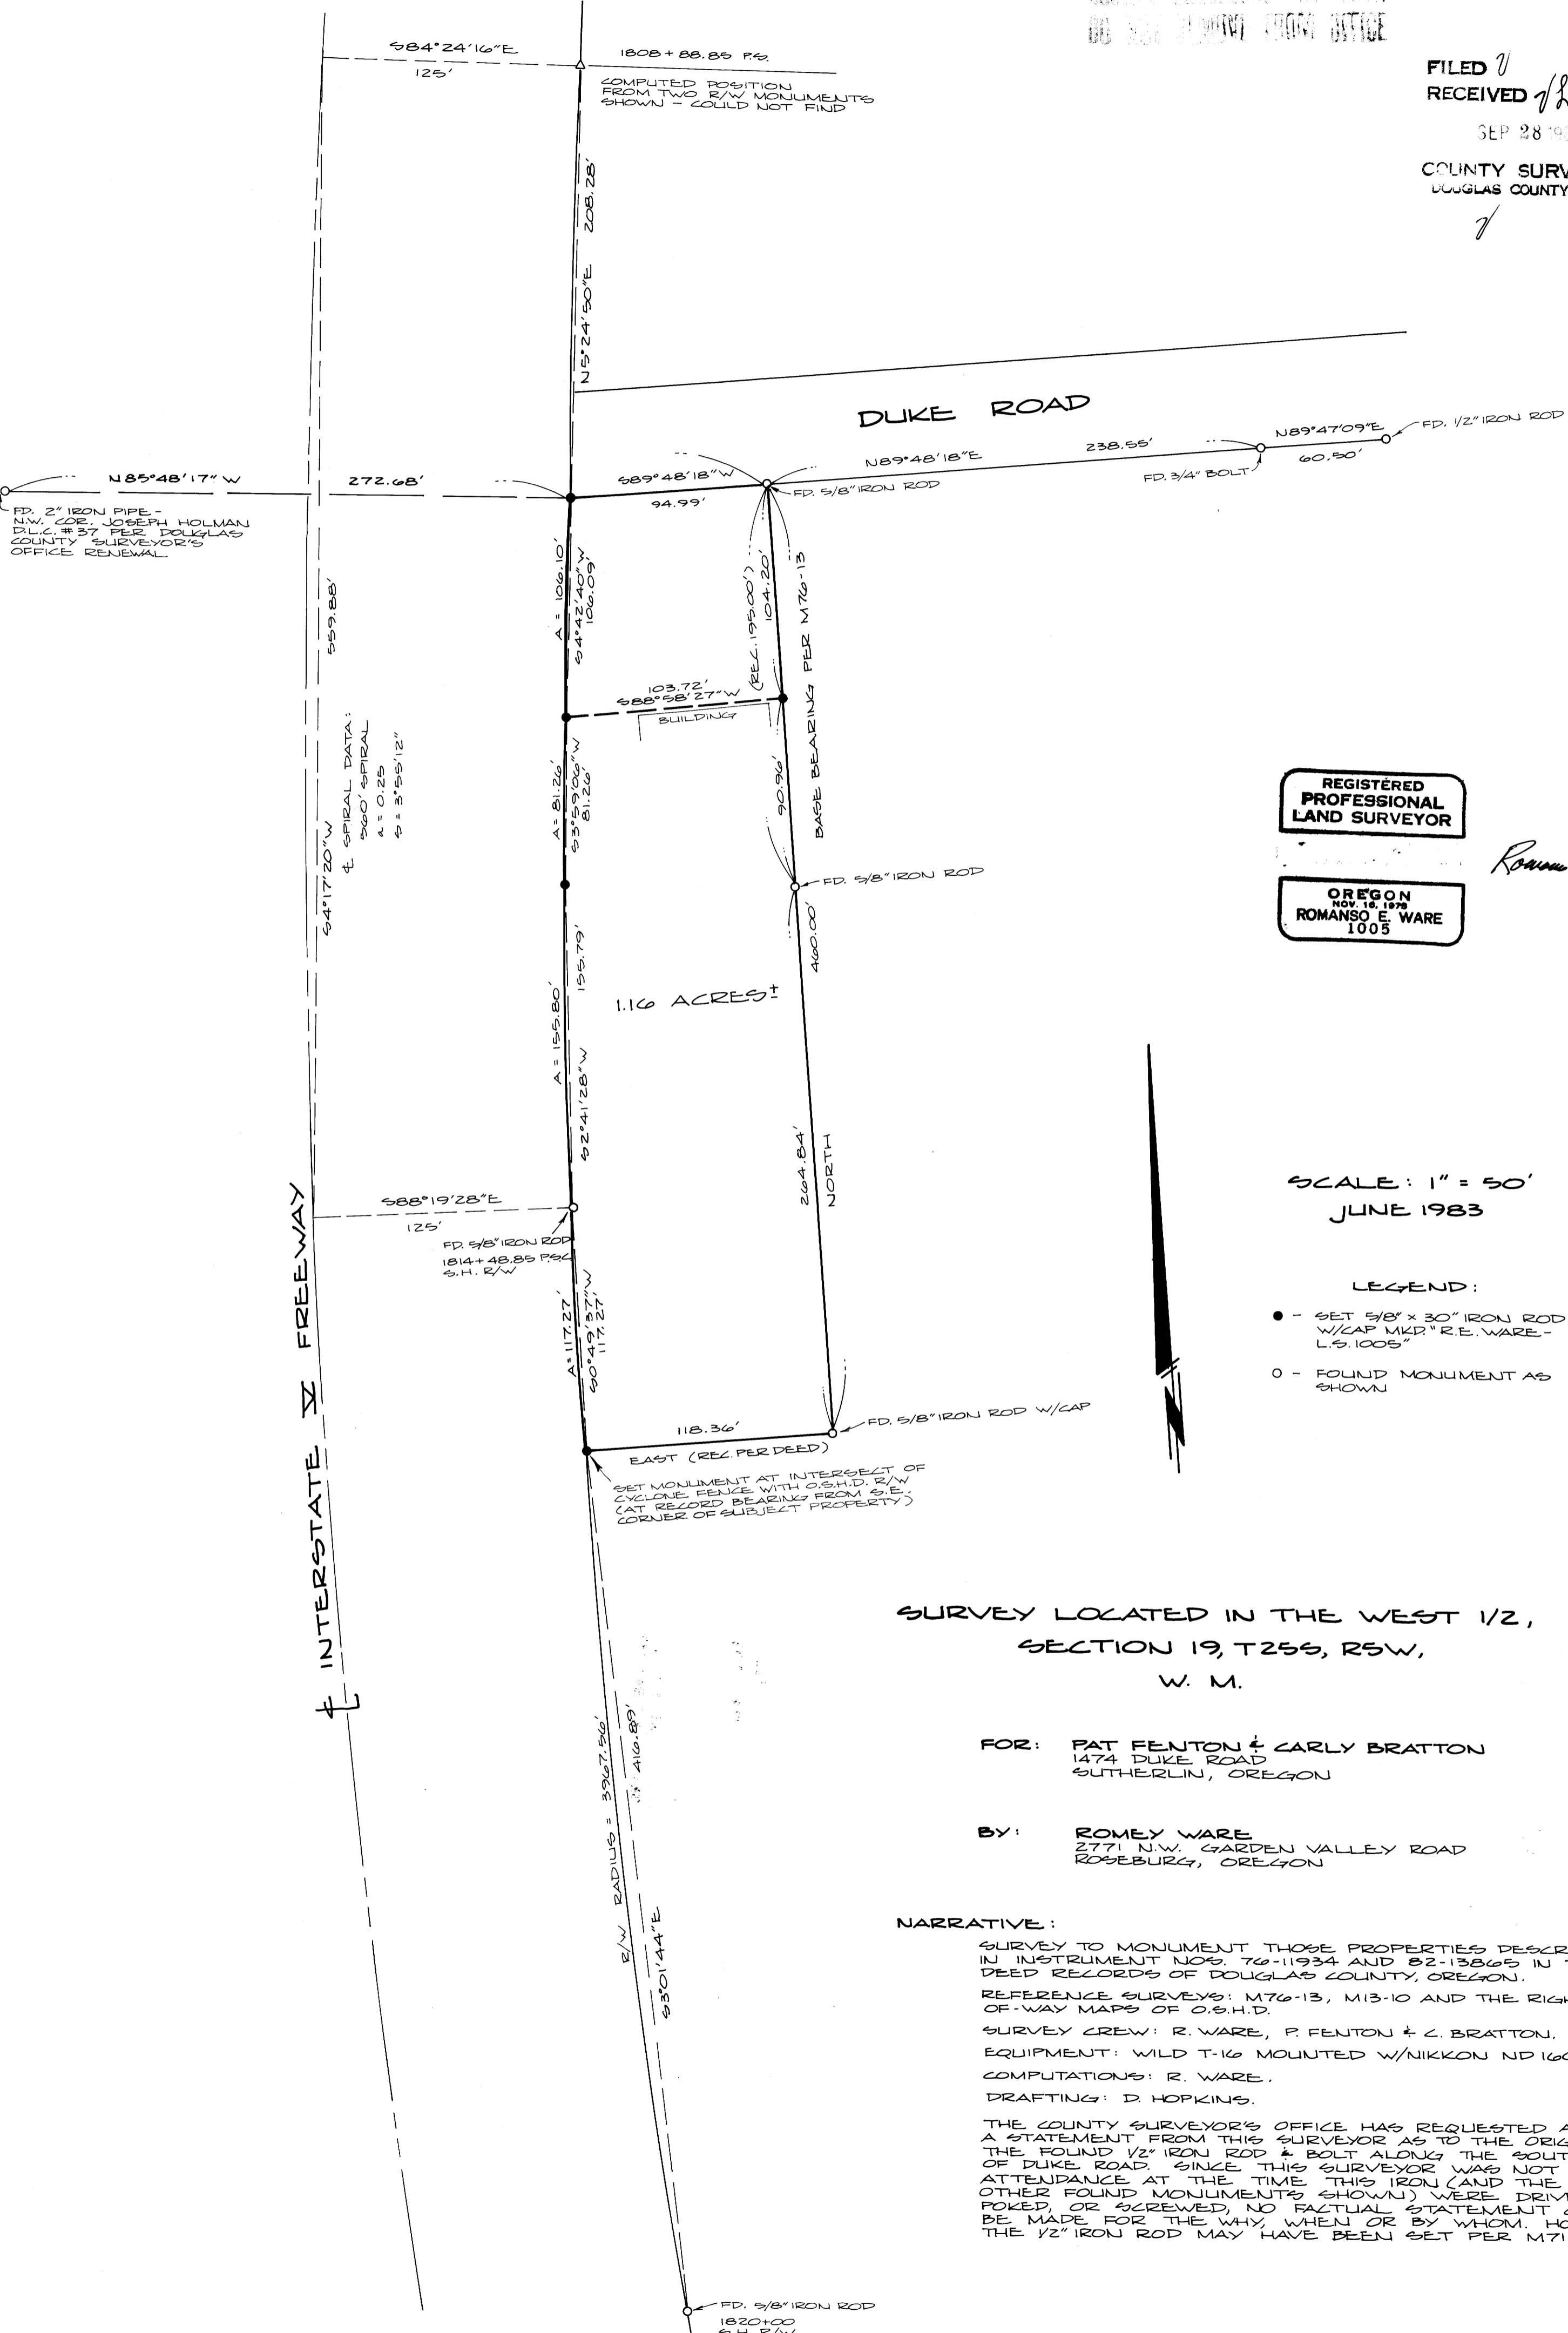 FROM OFFICE
FILED
RECEIVED
SEP 28
COUNTY SURV
DOUGLAS COUNTY
S84°24'16"E
125'
1808+88.85 P.S.
COMPUTED POSITION
FROM TWO R/W MONUMENTS
SHOWN - COULD NOT FIND
N5°24'50"E 208.28'
DUKE ROAD
N85°48'17"W 272.68'
FD. 2" IRON PIPE-
N.W. COR. JOSEPH HOLMAN
D.L.C. #37 PER DOUGLAS
COUNTY SURVEYOR'S
OFFICE RENEWAL
S89°48'18"W
94.99'
FD. 5/8" IRON ROD
N89°48'18"E 238.55'
FD. 3/4" BOLT
N89°47'09"E
60.50'
FD. 1/2" IRON ROD
559.88'
S4°17'20"W
℄ SPIRAL DATA:
560' SPIRAL
a = 0.25
S = 3°55'12"
A = 106.10'
S4°42'40"W
106.09'
(REC. 195.00')
104.20'
BASE BEARING PER M76-13
103.72'
S88°58'27"W
BUILDING
A = 81.26'
S3°59'06"W
81.26'
90.96'
FD. 5/8" IRON ROD
460.00'
A = 155.80'
S2°41'28"W 155.79'
1.16 ACRES±
264.84'
NORTH
S88°19'28"E
125'
FD. 5/8" IRON ROD
1814+48.85 P.S.C.
S.H. R/W
A = 117.27'
S0°49'37"W
117.27'
118.36'
EAST (REC. PER DEED)
FD. 5/8" IRON ROD W/CAP
SET MONUMENT AT INTERSECT OF
CYCLONE FENCE WITH O.S.H.D. R/W
(AT RECORD BEARING FROM S.E.
CORNER OF SUBJECT PROPERTY)
℄ INTERSTATE V FREEWAY
R/W RADIUS = 3967.56'
S3°01'44"E 416.89'
FD. 5/8" IRON ROD
1820+00
S.H. R/W
REGISTERED
PROFESSIONAL
LAND SURVEYOR
OREGON
NOV. 16, 1975
ROMANSO E. WARE
1005
N
SCALE: 1" = 50'
JUNE 1983
LEGEND:
● - SET 5/8" x 30" IRON ROD
W/CAP MKD. "R.E. WARE-
L.S. 1005"
○ - FOUND MONUMENT AS
SHOWN
SURVEY LOCATED IN THE WEST 1/2,
SECTION 19, T25S, R5W,
W. M.
FOR: PAT FENTON & CARLY BRATTON
1474 DUKE ROAD
SUTHERLIN, OREGON
BY: ROMEY WARE
2771 N.W. GARDEN VALLEY ROAD
ROSEBURG, OREGON
NARRATIVE:
SURVEY TO MONUMENT THOSE PROPERTIES DESCR
IN INSTRUMENT NOS. 76-11934 AND 82-13865 IN T
DEED RECORDS OF DOUGLAS COUNTY, OREGON.
REFERENCE SURVEYS: M76-13, M13-10 AND THE RIGH
OF-WAY MAPS OF O.S.H.D.
SURVEY CREW: R. WARE, P. FENTON & C. BRATTON.
EQUIPMENT: WILD T-16 MOUNTED W/NIKKON ND 160
COMPUTATIONS: R. WARE.
DRAFTING: D. HOPKINS.
THE COUNTY SURVEYOR'S OFFICE HAS REQUESTED A
A STATEMENT FROM THIS SURVEYOR AS TO THE ORIG
THE FOUND 1/2" IRON ROD & BOLT ALONG THE SOUT
OF DUKE ROAD. SINCE THIS SURVEYOR WAS NOT
ATTENDANCE AT THE TIME THIS IRON (AND THE
OTHER FOUND MONUMENTS SHOWN) WERE DRIV
POKED, OR SCREWED, NO FACTUAL STATEMENT C
BE MADE FOR THE WHY, WHEN OR BY WHOM. HO
THE 1/2" IRON ROD MAY HAVE BEEN SET PER M71